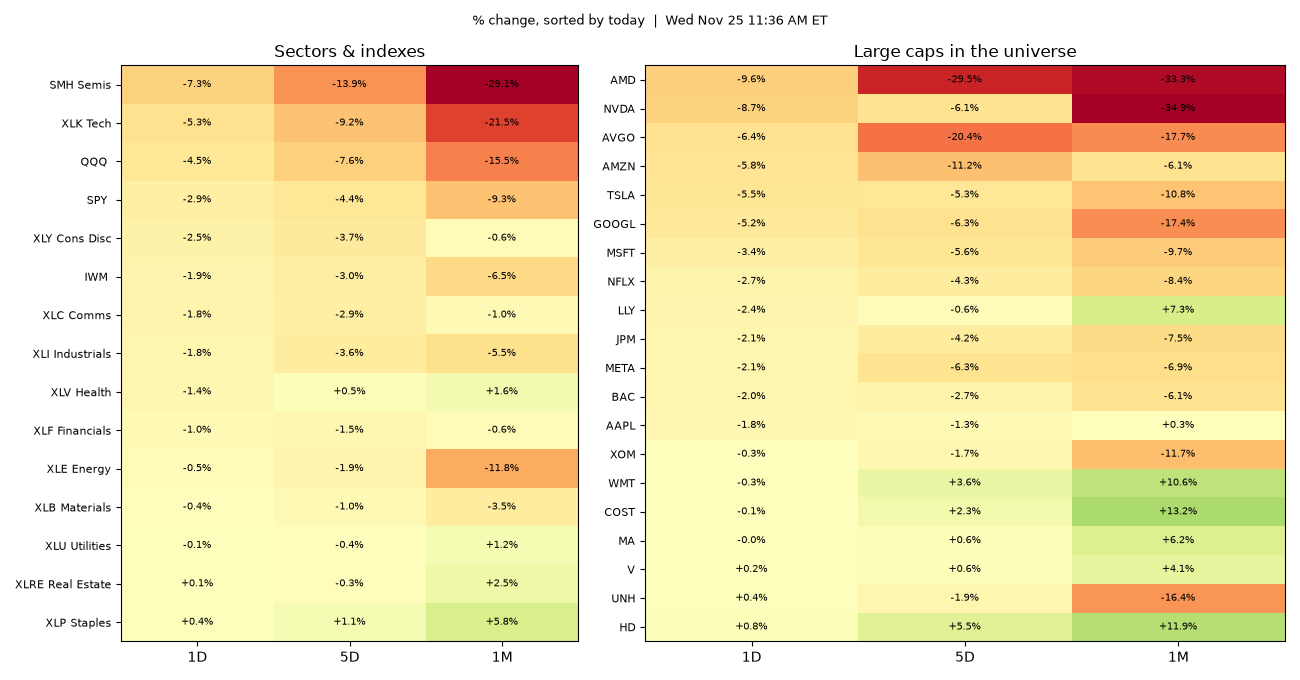 % change, sorted by today | Wed Nov 25 11:36 AM ET
Sectors & indexes
SMH Semis -7.3% -13.9% -29.1%
XLK Tech -5.3% -9.2% -21.5%
QQQ -4.5% -7.6% -15.5%
SPY -2.9% -4.4% -9.3%
XLY Cons Disc -2.5% -3.7% -0.6%
IWM -1.9% -3.0% -6.5%
XLC Comms -1.8% -2.9% -1.0%
XLI Industrials -1.8% -3.6% -5.5%
XLV Health -1.4% +0.5% +1.6%
XLF Financials -1.0% -1.5% -0.6%
XLE Energy -0.5% -1.9% -11.8%
XLB Materials -0.4% -1.0% -3.5%
XLU Utilities -0.1% -0.4% +1.2%
XLRE Real Estate +0.1% -0.3% +2.5%
XLP Staples +0.4% +1.1% +5.8%
1D 5D 1M
Large caps in the universe
AMD -9.6% -29.5% -33.3%
NVDA -8.7% -6.1% -34.9%
AVGO -6.4% -20.4% -17.7%
AMZN -5.8% -11.2% -6.1%
TSLA -5.5% -5.3% -10.8%
GOOGL -5.2% -6.3% -17.4%
MSFT -3.4% -5.6% -9.7%
NFLX -2.7% -4.3% -8.4%
LLY -2.4% -0.6% +7.3%
JPM -2.1% -4.2% -7.5%
META -2.1% -6.3% -6.9%
BAC -2.0% -2.7% -6.1%
AAPL -1.8% -1.3% +0.3%
XOM -0.3% -1.7% -11.7%
WMT -0.3% +3.6% +10.6%
COST -0.1% +2.3% +13.2%
MA -0.0% +0.6% +6.2%
V +0.2% +0.6% +4.1%
UNH +0.4% -1.9% -16.4%
HD +0.8% +5.5% +11.9%
1D 5D 1M